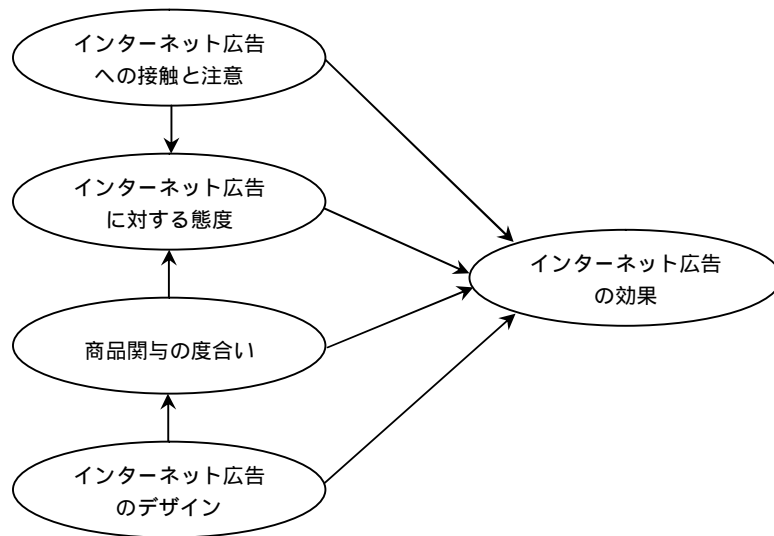 インターネット広告
への接触と注意
インターネット広告
に対する態度
インターネット広告
の効果
商品関与の度合い
インターネット広告
のデザイン